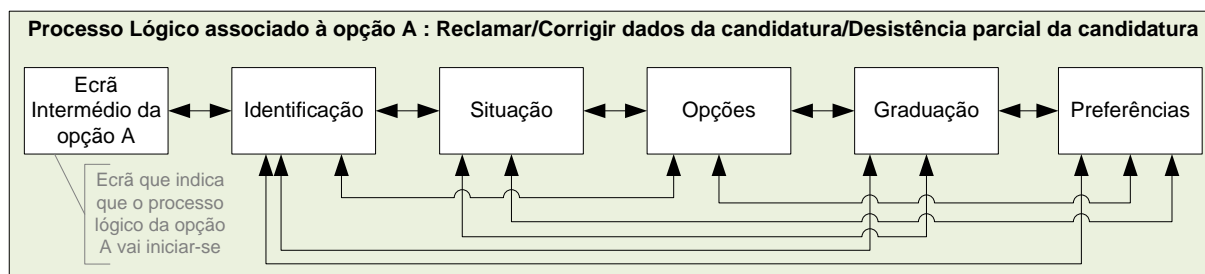 Processo Lógico associado à opção A : Reclamar/Corrigir dados da candidatura/Desistência parcial da candidatura
Ecrã
Intermédio da
opção A
Identificação
Situação
Opções
Graduação
Preferências
Ecrã que indica
que o processo
lógico da opção
A vai iniciar-se